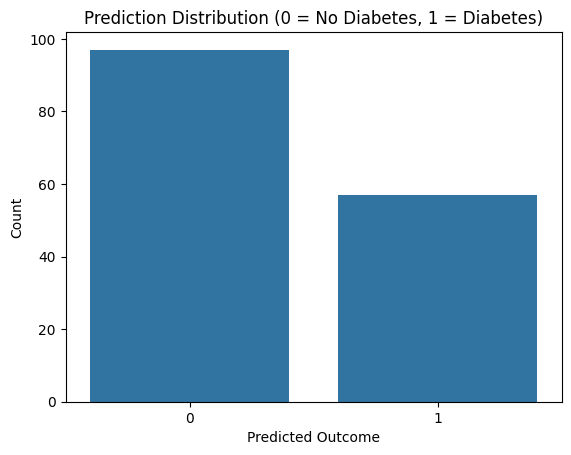 Prediction Distribution (0 = No Diabetes, 1 = Diabetes)
100
80
60
40
20
0
Count
0 1
Predicted Outcome